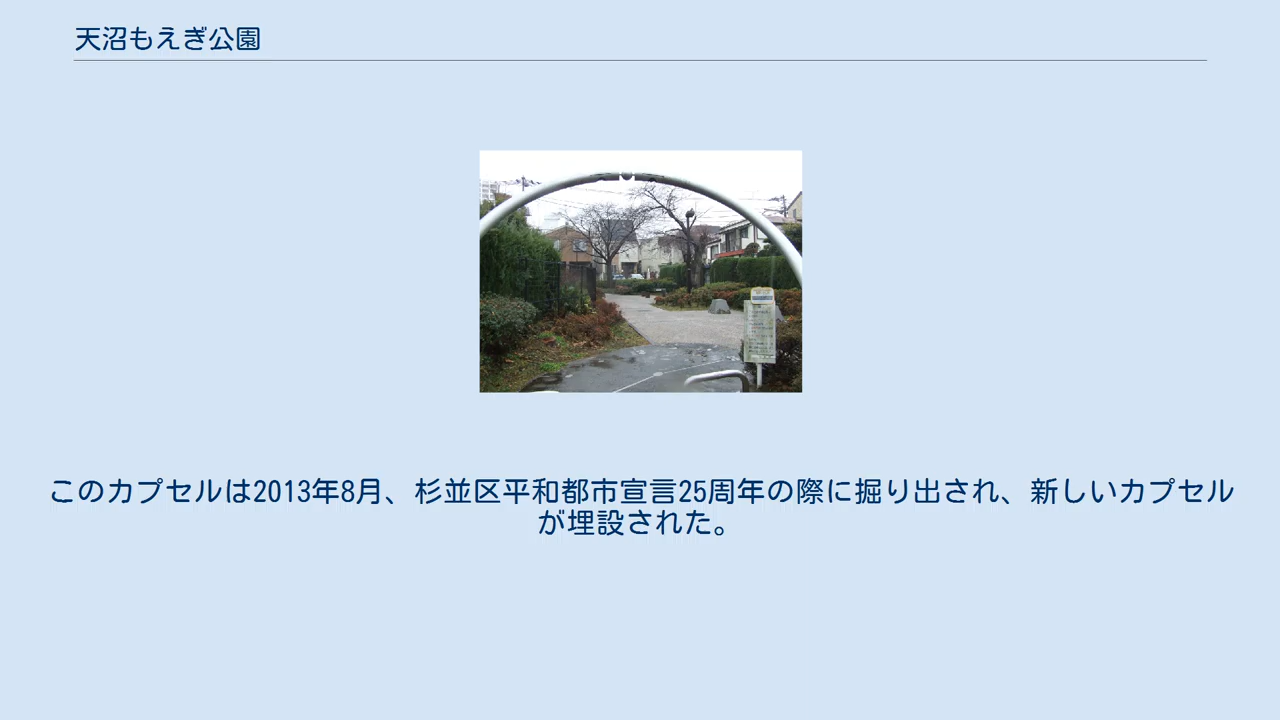 天沼もえぎ公園
このカプセルは2013年8月、杉並区平和都市宣言25周年の際に掘り出され、新しいカプセル
が埋設された。